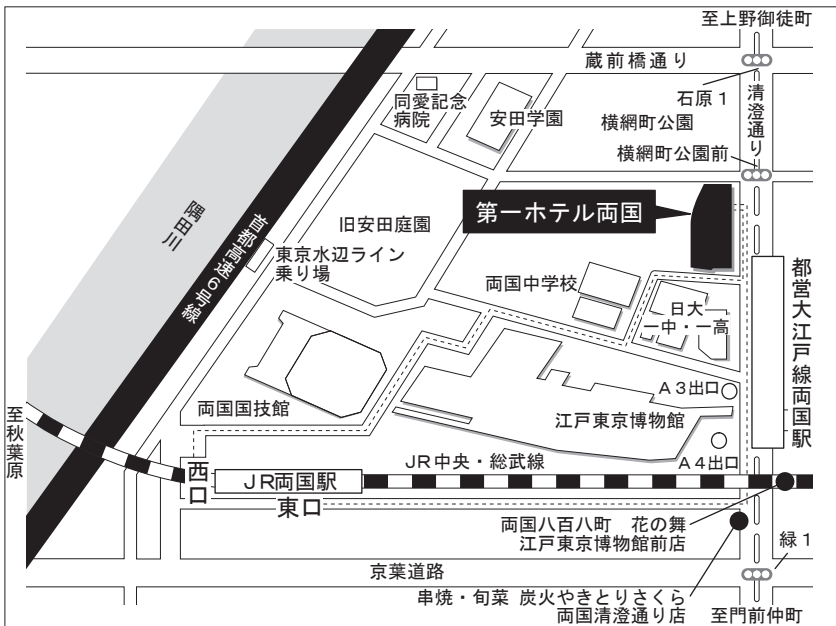 至上野御徒町
蔵前橋通り
石原1
清澄通り
同愛記念
病院
安田学園
横網町公園
横網町公園前
第一ホテル両国
隅田川
首都高速6号線
旧安田庭園
東京水辺ライン
乗り場
両国中学校
日大
一中・一高
都営大江戸線両国駅
両国国技館
A3出口
江戸東京博物館
至秋葉原
JR中央・総武線
A4出口
西口
JR両国駅
東口
両国八百八町 花の舞
江戸東京博物館前店
緑1
京葉道路
串焼・旬菜 炭火やきとりさくら
両国清澄通り店
至門前仲町